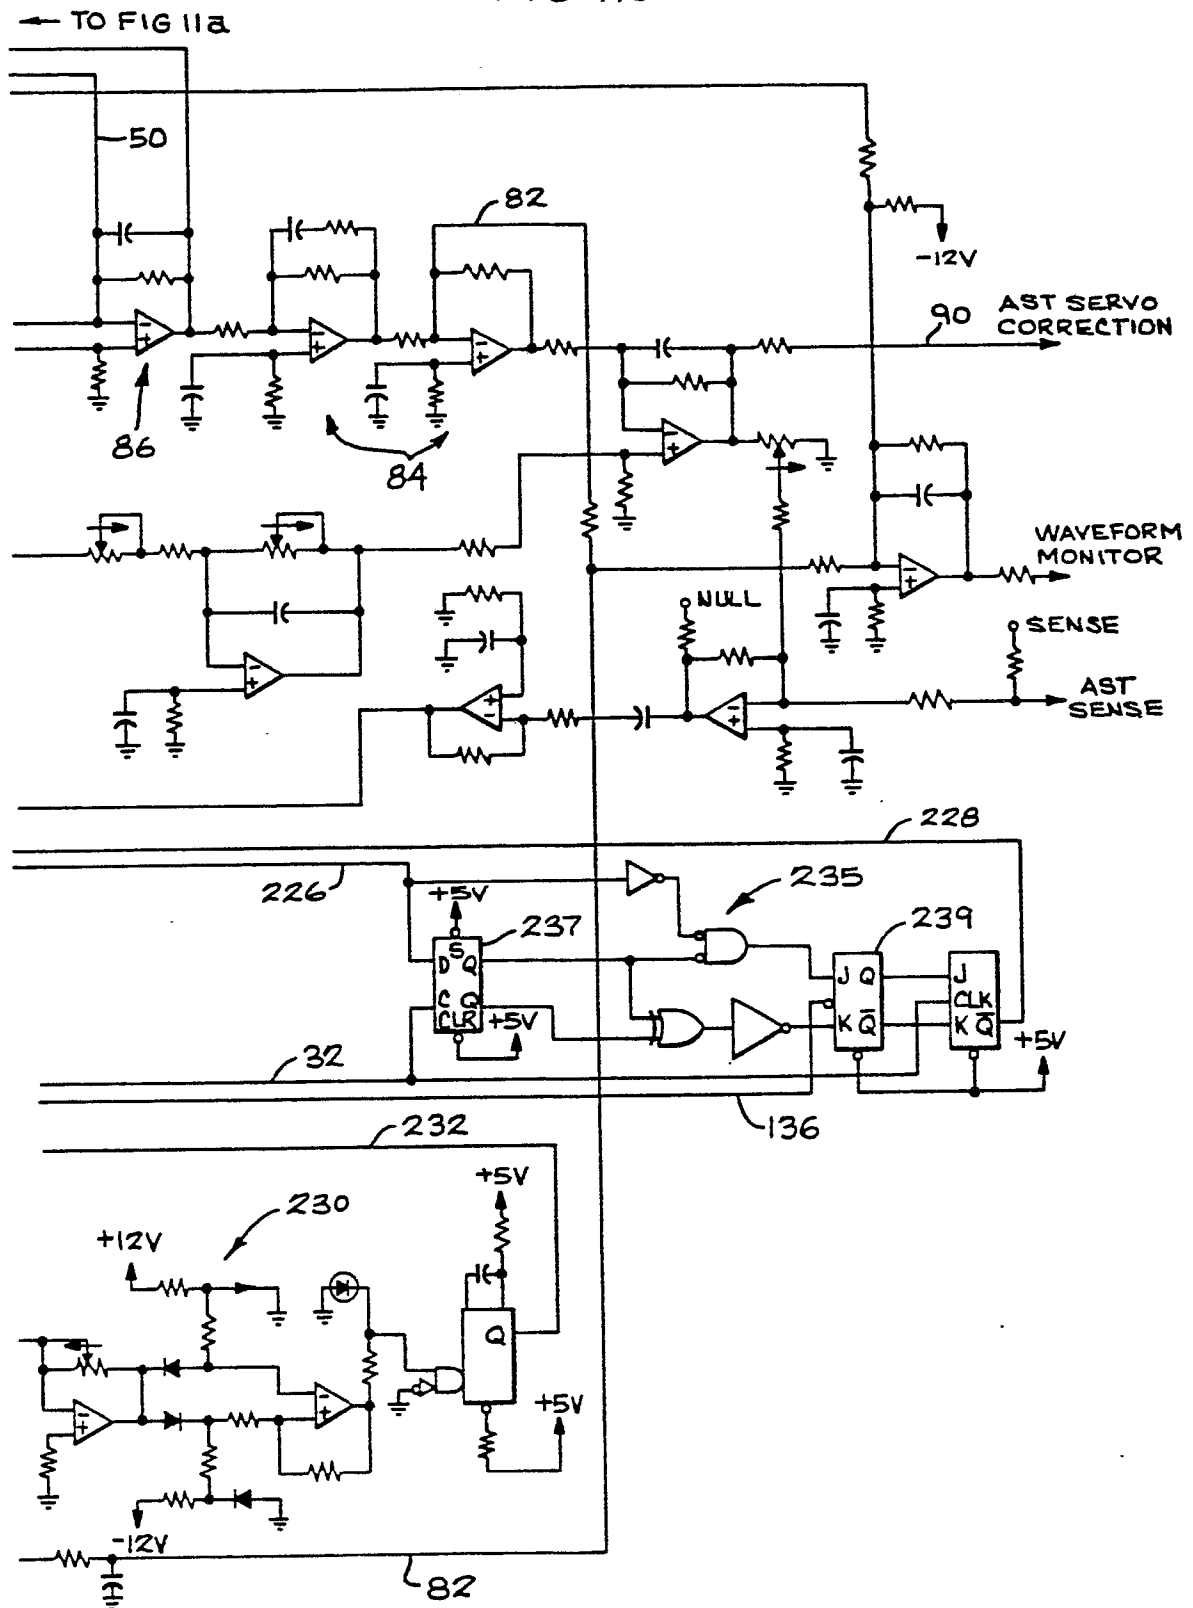 TO FIG 11a
50
82
-12V
90
AST SERVO
CORRECTION
-
+
-
+
-
+
86
84
-
+
WAVEFORM
MONITOR
-
+
NULL
SENSE
-
+
+
-
-
+
AST
SENSE
228
226
+5V
235
237
239
S
D Q
C Q
CLR
+5V
J Q
K Q̅
J
CLK
K Q̅
+5V
32
136
232
+5V
230
+12V
Q
-
+
-
+
+5V
-12V
82